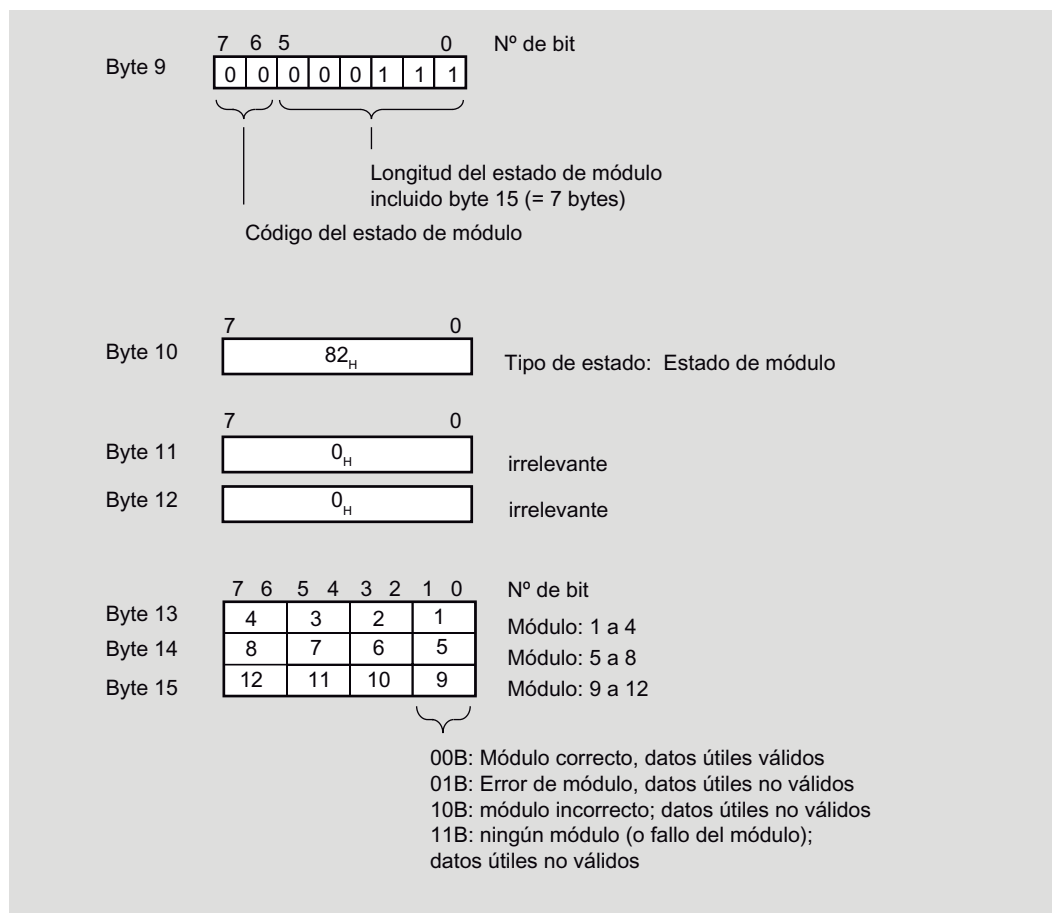 7 6 5 0 Nº de bit
Byte 9 0 0 0 0 0 1 1 1
Longitud del estado de módulo
incluido byte 15 (= 7 bytes)
Código del estado de módulo
7 0
Byte 10 82H Tipo de estado: Estado de módulo
7 0
Byte 11 0H irrelevante
Byte 12 0H irrelevante
7 6 5 4 3 2 1 0 Nº de bit
Byte 13 4 3 2 1 Módulo: 1 a 4
Byte 14 8 7 6 5 Módulo: 5 a 8
Byte 15 12 11 10 9 Módulo: 9 a 12
00B: Módulo correcto, datos útiles válidos
01B: Error de módulo, datos útiles no válidos
10B: módulo incorrecto; datos útiles no válidos
11B: ningún módulo (o fallo del módulo);
datos útiles no válidos